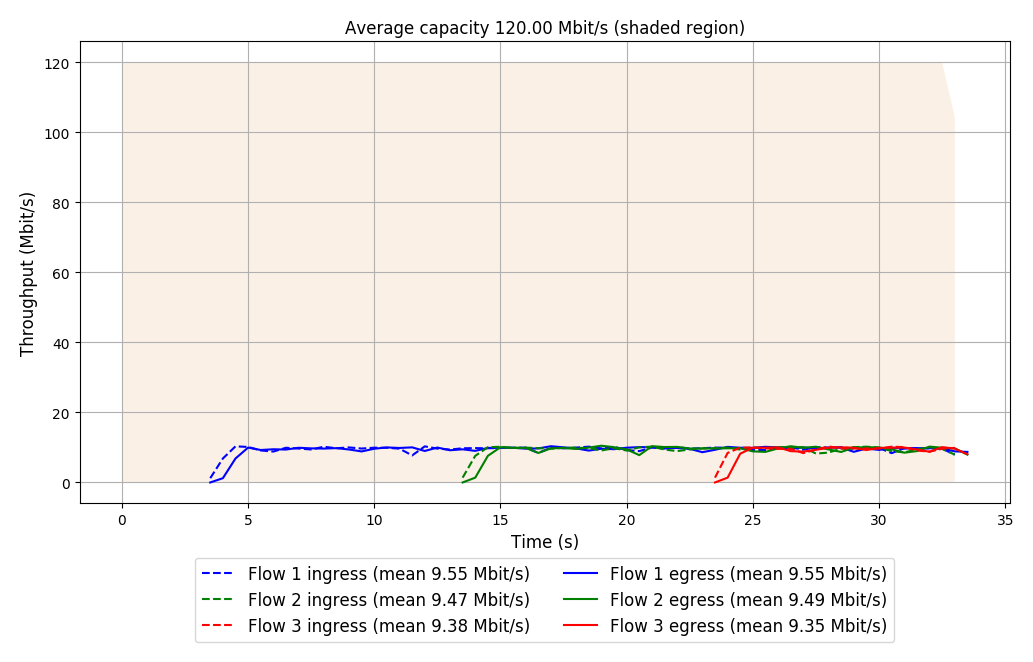 Average capacity 120.00 Mbit/s (shaded region)
120
100
80
60
40
20
0
Throughput (Mbit/s)
0 5 10 15 20 25 30 35
Time (s)
Flow 1 ingress (mean 9.55 Mbit/s) Flow 1 egress (mean 9.55 Mbit/s)
Flow 2 ingress (mean 9.47 Mbit/s) Flow 2 egress (mean 9.49 Mbit/s)
Flow 3 ingress (mean 9.38 Mbit/s) Flow 3 egress (mean 9.35 Mbit/s)